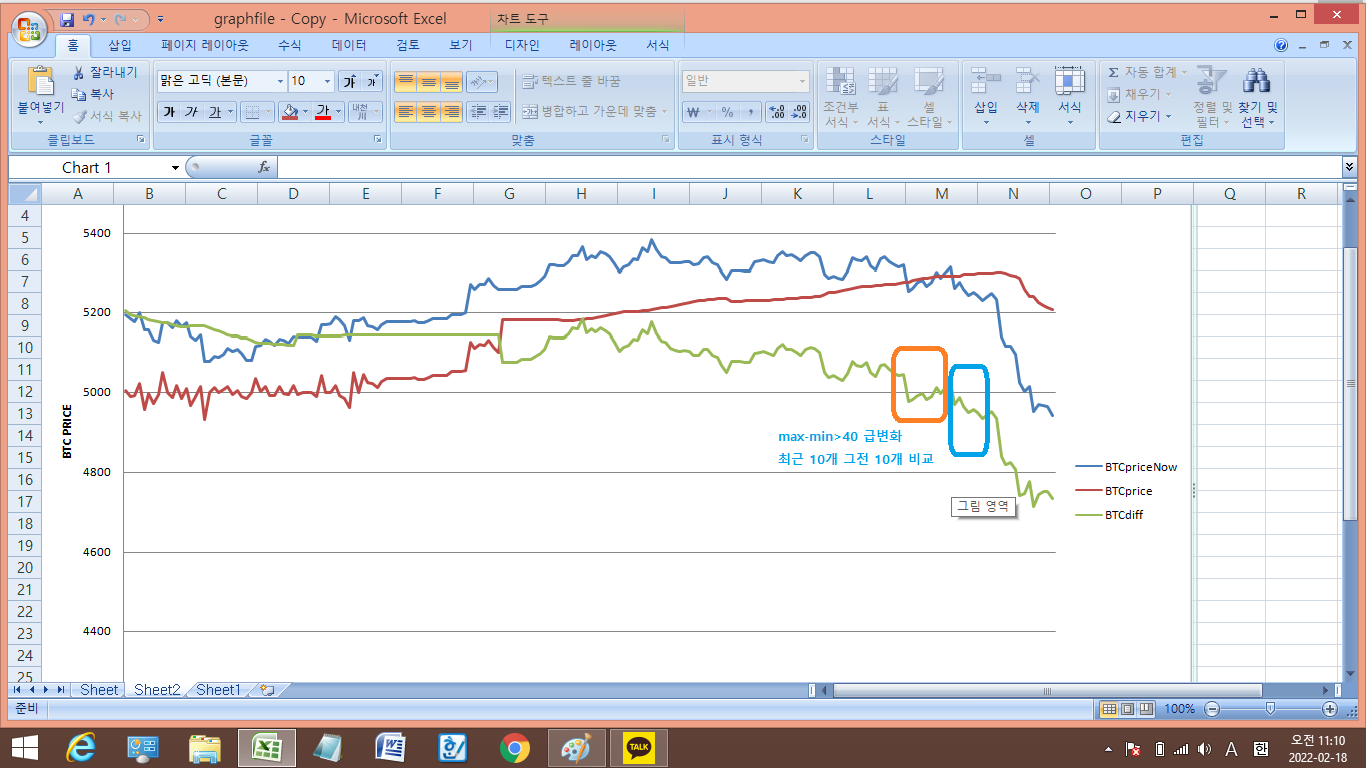 graphfile - Copy - Microsoft Excel
차트 도구
홈 삽입 페이지 레이아웃 수식 데이터 검토 보기 디자인 레이아웃 서식
붙여넣기
잘라내기
복사
서식 복사
클립보드
맑은 고딕 (본문) 10
가 가
가 가 가 내천
글꼴
텍스트 줄 바꿈
병합하고 가운데 맞춤
맞춤
일반
₩ % ,
표시 형식
조건부 서식
표 서식
셀 스타일
스타일
삽입
삭제
서식
셀
Σ 자동 합계
채우기
지우기
정렬 및 필터
찾기 및 선택
편집
Chart 1
fx
A B C D E F G H I J K L M N O P Q R
4
5
6
7
8
9
10
11
12
13
14
15
16
17
18
19
20
21
22
23
24
25
5400
5200
5000
4800
4600
4400
BTC PRICE
max-min>40 급변화
최근 10개 그전 10개 비교
그림 영역
BTCpriceNow
BTCprice
BTCdiff
Sheet Sheet2 Sheet1
준비
100%
TALK
A 한
오전 11:10
2022-02-18